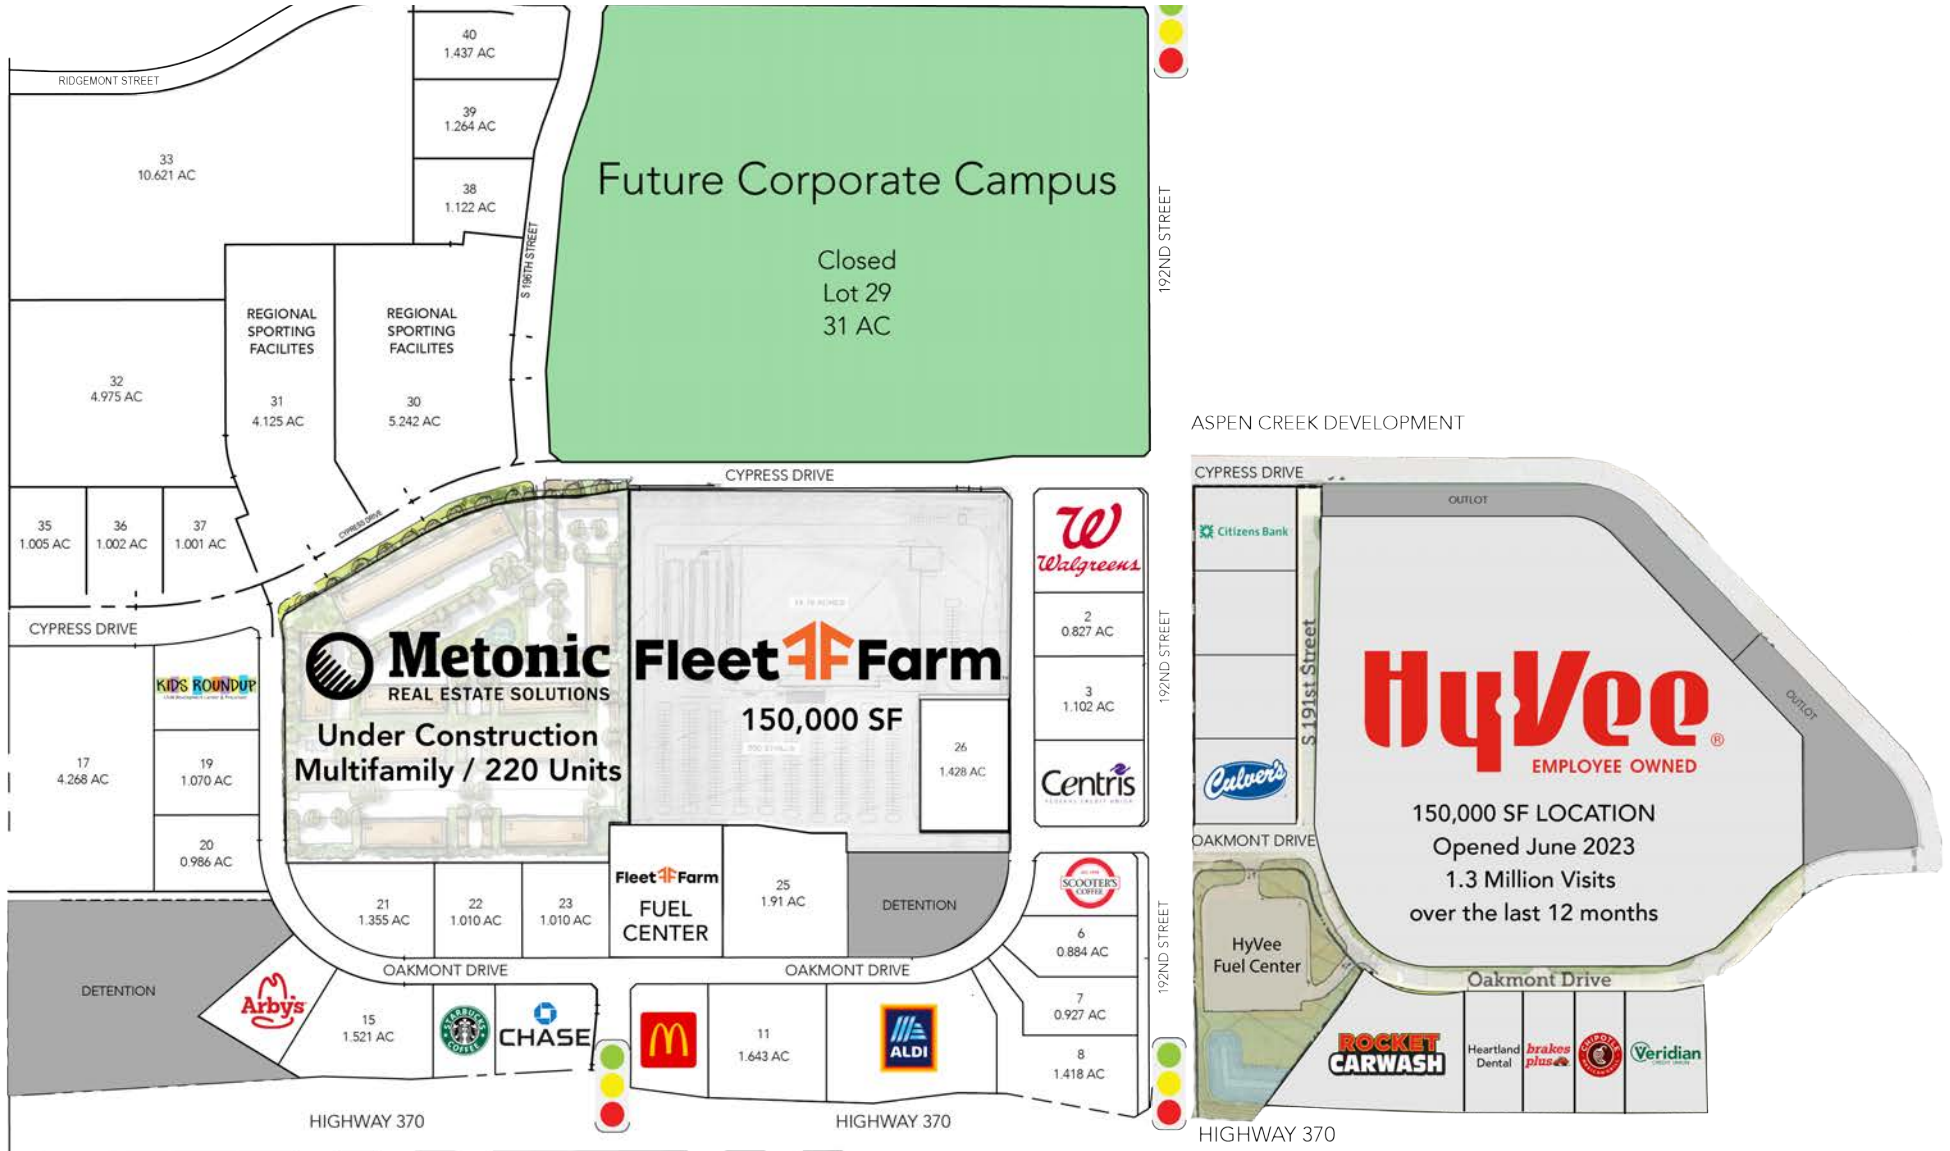 RIDGEMONT STREET
40
1.437 AC
39
1.264 AC
38
1.122 AC
33
10.621 AC
S 196TH STREET
Future Corporate Campus
Closed
Lot 29
31 AC
192ND STREET
REGIONAL
SPORTING
FACILITES
31
4.125 AC
REGIONAL
SPORTING
FACILITES
30
5.242 AC
32
4.975 AC
35
1.005 AC
36
1.002 AC
37
1.001 AC
CYPRESS DRIVE
CYPRESS DRIVE
CYPRESS DRIVE
KIDS ROUNDUP
17
4.268 AC
19
1.070 AC
20
0.986 AC
Metonic
REAL ESTATE SOLUTIONS
Under Construction
Multifamily / 220 Units
Fleet Farm
150,000 SF
26
1.428 AC
W
Walgreens
2
0.827 AC
3
1.102 AC
Centris
FEDERAL CREDIT UNION
192ND STREET
21
1.355 AC
22
1.010 AC
23
1.010 AC
Fleet Farm
FUEL
CENTER
25
1.91 AC
DETENTION
SCOOTER'S
COFFEE
6
0.884 AC
7
0.927 AC
8
1.418 AC
192ND STREET
OAKMONT DRIVE
OAKMONT DRIVE
DETENTION
Arby's
15
1.521 AC
STARBUCKS
COFFEE
CHASE
11
1.643 AC
ALDI
HIGHWAY 370
HIGHWAY 370
ASPEN CREEK DEVELOPMENT
CYPRESS DRIVE
OUTLOT
Citizens Bank
S 191st Street
OUTLOT
HyVee®
EMPLOYEE OWNED
Culver's
150,000 SF LOCATION
Opened June 2023
1.3 Million Visits
over the last 12 months
OAKMONT DRIVE
HyVee
Fuel Center
Oakmont Drive
ROCKET
CARWASH
Heartland
Dental
brakes
plus
CHIPOTLE
Veridian
CREDIT UNION
HIGHWAY 370